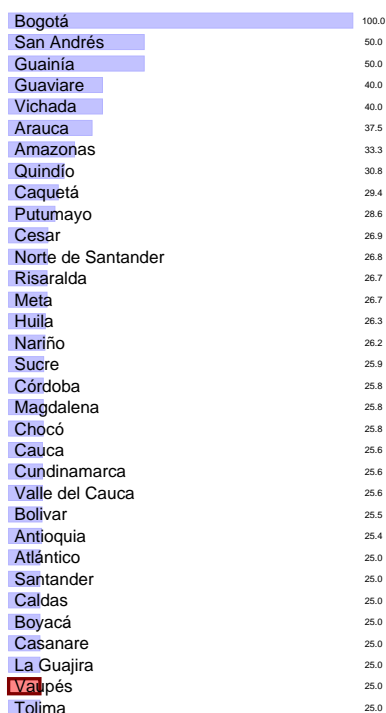 Bogotá 100.0
San Andrés 50.0
Guainía 50.0
Guaviare 40.0
Vichada 40.0
Arauca 37.5
Amazonas 33.3
Quindío 30.8
Caquetá 29.4
Putumayo 28.6
Cesar 26.9
Norte de Santander 26.8
Risaralda 26.7
Meta 26.7
Huila 26.3
Nariño 26.2
Sucre 25.9
Córdoba 25.8
Magdalena 25.8
Chocó 25.8
Cauca 25.6
Cundinamarca 25.6
Valle del Cauca 25.6
Bolivar 25.5
Antioquia 25.4
Atlántico 25.0
Santander 25.0
Caldas 25.0
Boyacá 25.0
Casanare 25.0
La Guajira 25.0
Vaupés 25.0
Tolima 25.0